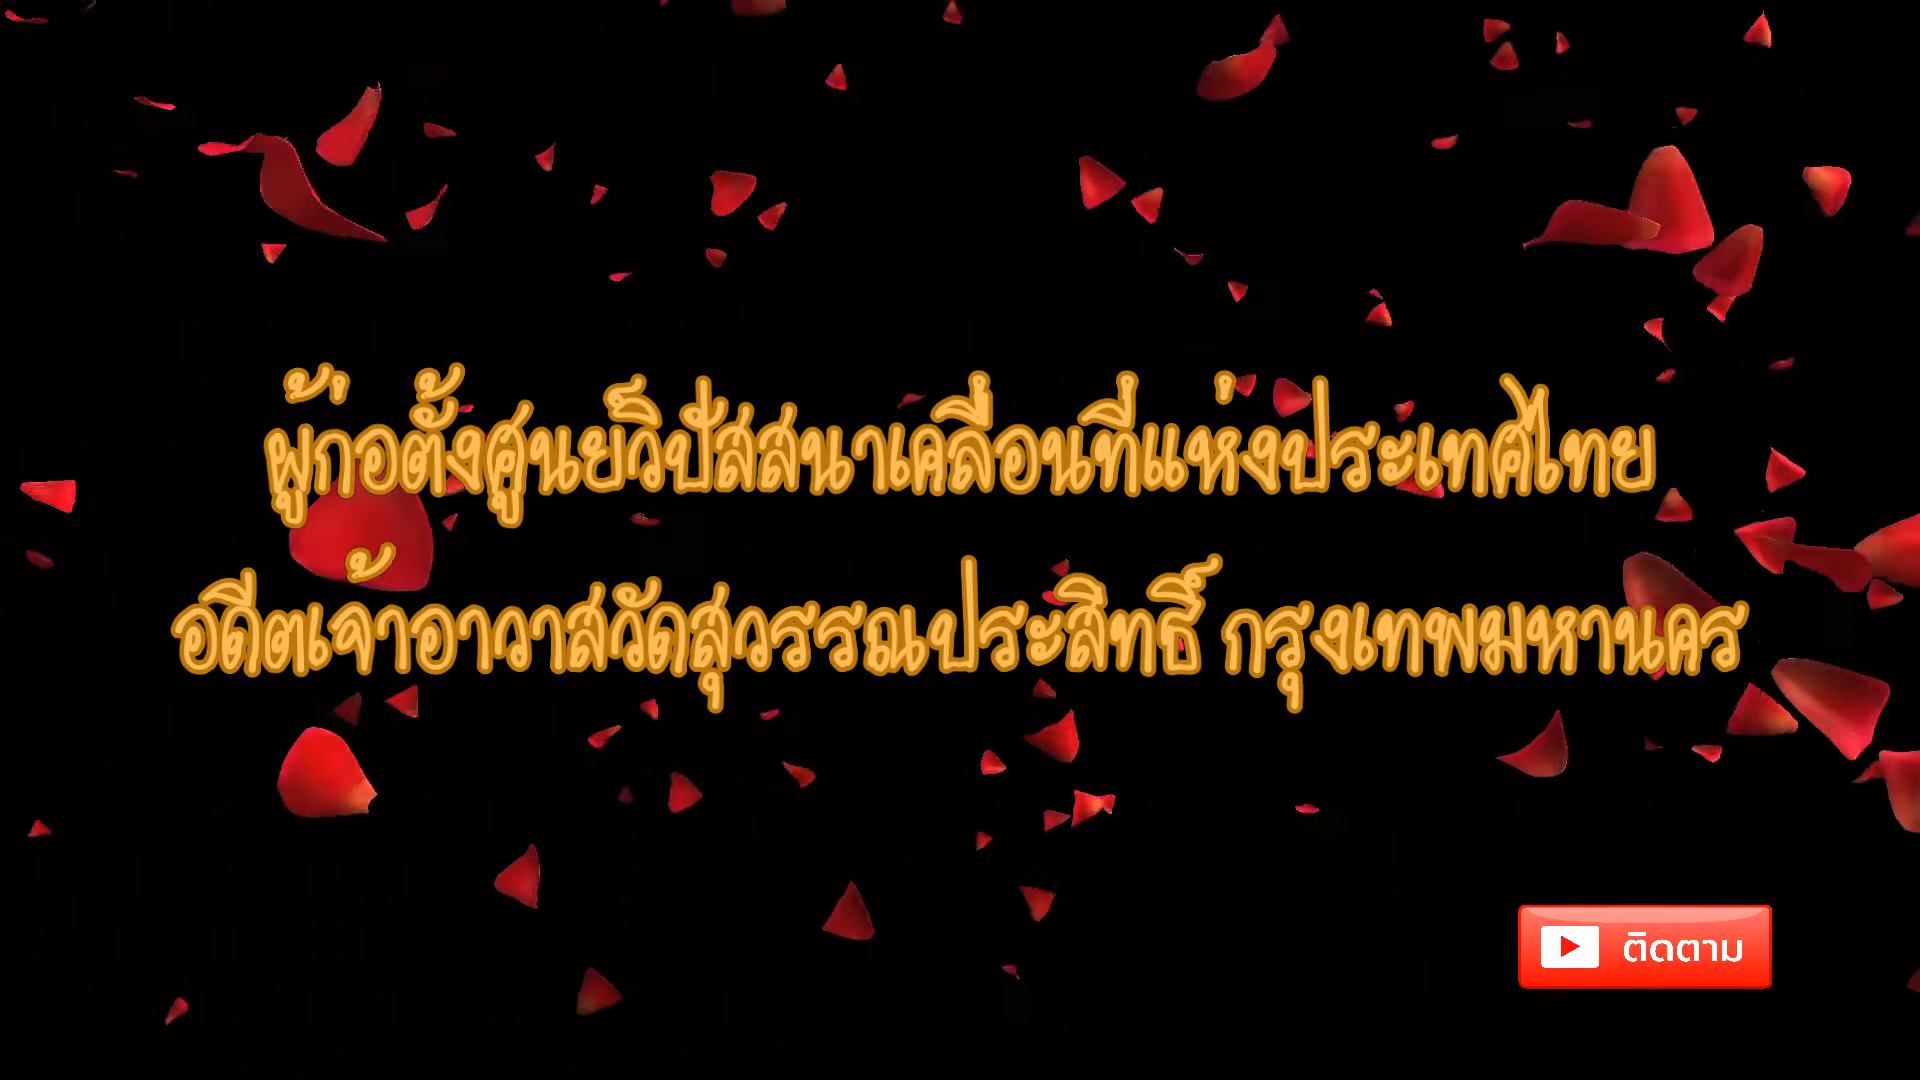 ผู้ก่อตั้งศูนย์วิปัสสนาเคลื่อนที่แห่งประเทศไทย
อดีตเจ้าอาวาสวัดสุวรรณประสิทธิ์ กรุงเทพมหานคร
ติดตาม